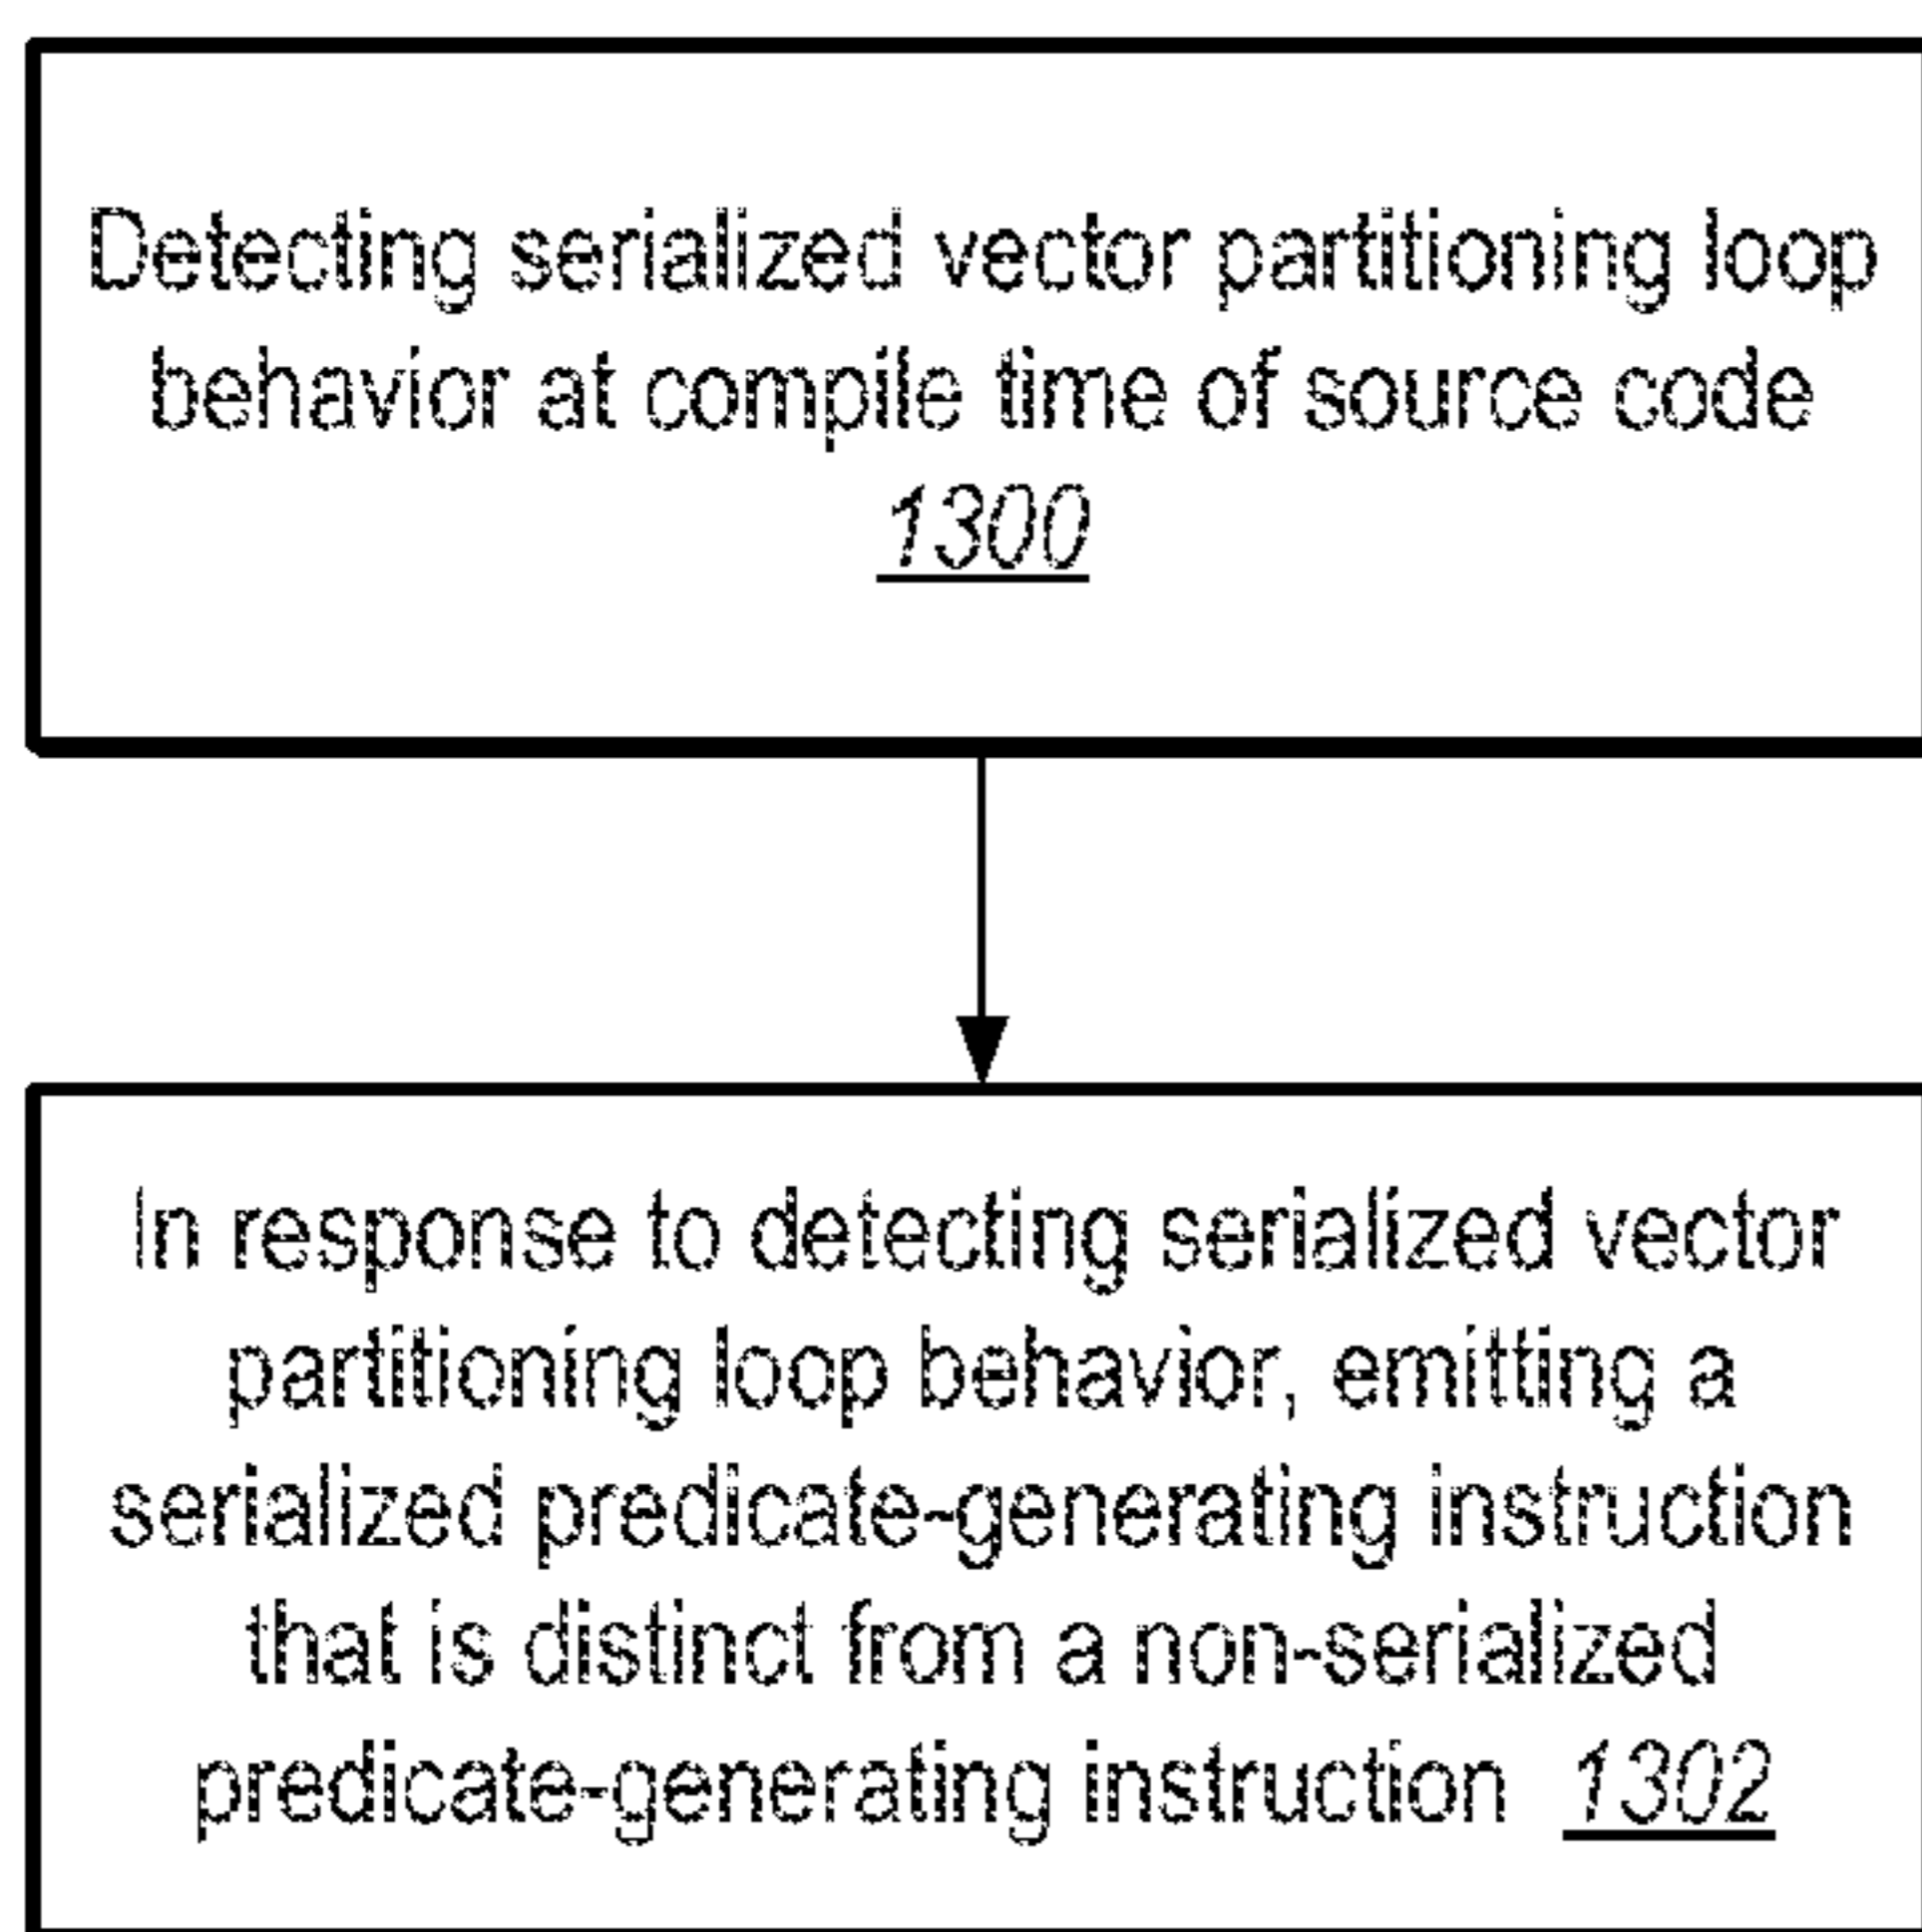 Detecting serialized vector partitioning loop
behavior at compile time of source code
1300
In response to detecting serialized vector
partitioning loop behavior, emitting a
serialized predicate-generating instruction
that is distinct from a non-serialized
predicate-generating instruction 1302